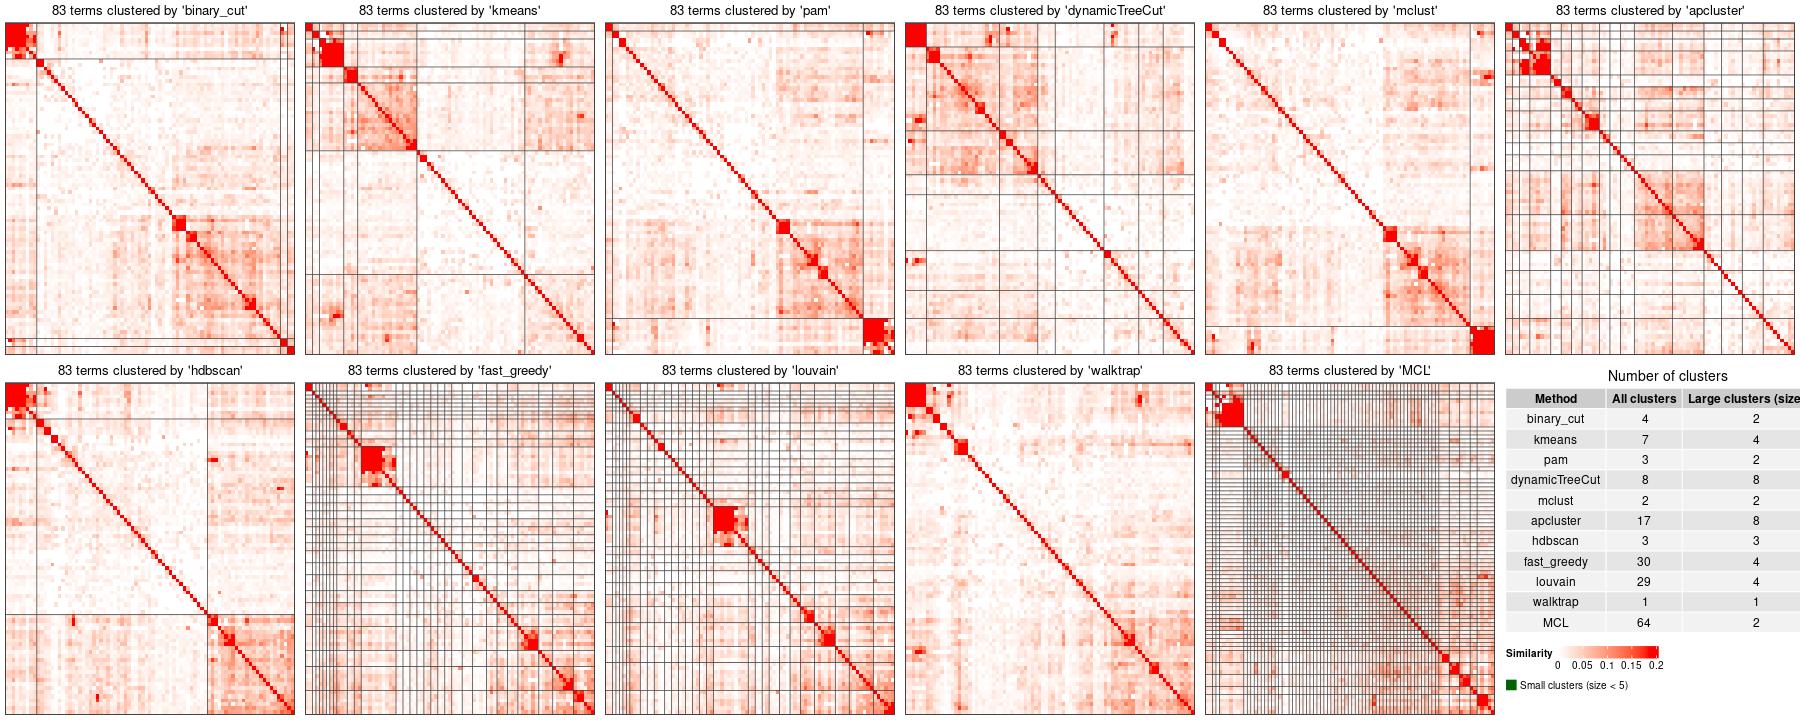 83 terms clustered by 'binary_cut'
83 terms clustered by 'kmeans'
83 terms clustered by 'pam'
83 terms clustered by 'dynamicTreeCut'
83 terms clustered by 'mclust'
83 terms clustered by 'apcluster'
83 terms clustered by 'hdbscan'
83 terms clustered by 'fast_greedy'
83 terms clustered by 'louvain'
83 terms clustered by 'walktrap'
83 terms clustered by 'MCL'
Number of clusters
Method All clusters Large clusters (size
binary_cut 4 2
kmeans 7 4
pam 3 2
dynamicTreeCut 8 8
mclust 2 2
apcluster 17 8
hdbscan 3 3
fast_greedy 30 4
louvain 29 4
walktrap 1 1
MCL 64 2
Similarity
0 0.05 0.1 0.15 0.2
Small clusters (size < 5)